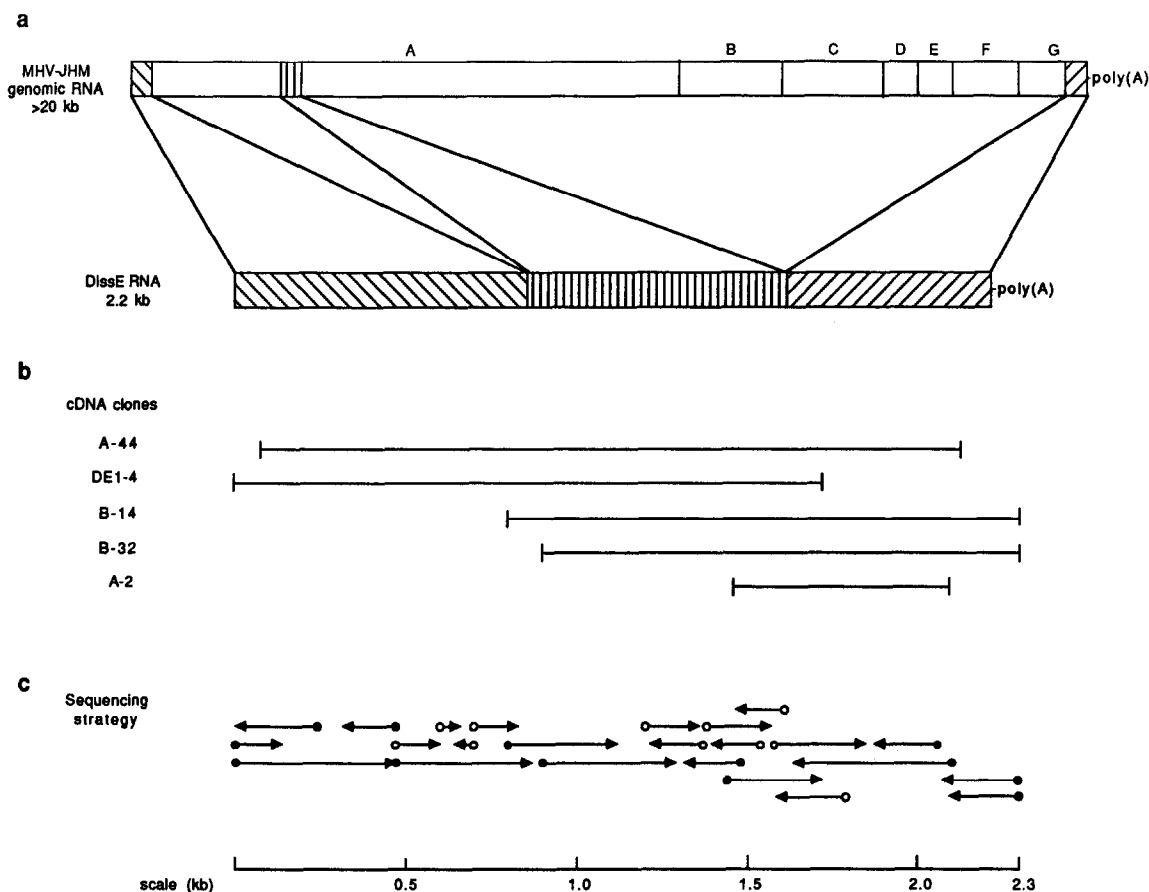 a
A B C D E F G
MHV-JHM
genomic RNA
>20 kb
poly(A)
DIssE RNA
2.2 kb
poly(A)
b
cDNA clones
A-44
DE1-4
B-14
B-32
A-2
c
Sequencing
strategy
scale (kb) 0.5 1.0 1.5 2.0 2.3